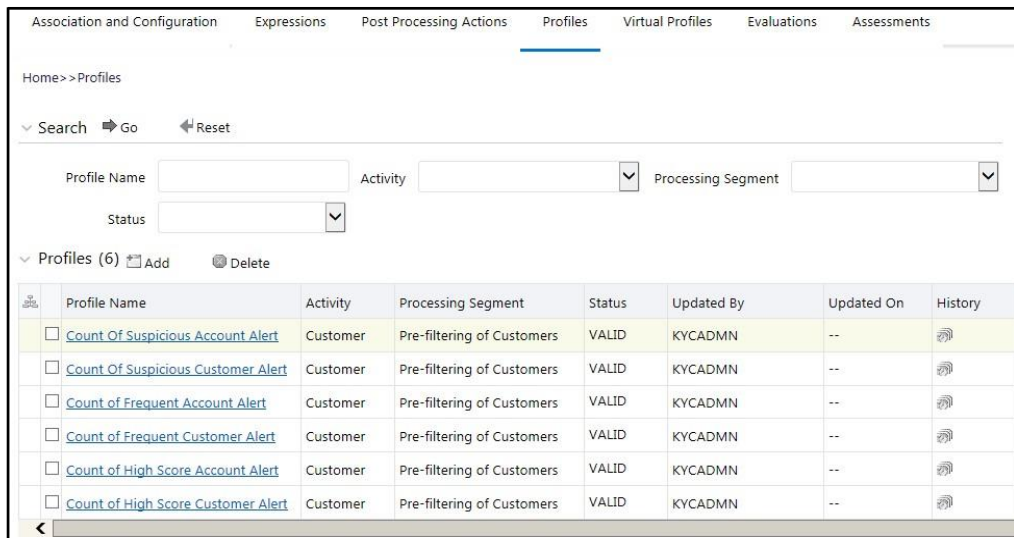 Association and Configuration Expressions Post Processing Actions Profiles Virtual Profiles Evaluations Assessments
Home>>Profiles
Search Go Reset
Profile Name Activity Processing Segment
Status
Profiles (6) Add Delete
Profile Name Activity Processing Segment Status Updated By Updated On History
Count Of Suspicious Account Alert Customer Pre-filtering of Customers VALID KYCADMN --
Count Of Suspicious Customer Alert Customer Pre-filtering of Customers VALID KYCADMN --
Count of Frequent Account Alert Customer Pre-filtering of Customers VALID KYCADMN --
Count of Frequent Customer Alert Customer Pre-filtering of Customers VALID KYCADMN --
Count of High Score Account Alert Customer Pre-filtering of Customers VALID KYCADMN --
Count of High Score Customer Alert Customer Pre-filtering of Customers VALID KYCADMN --